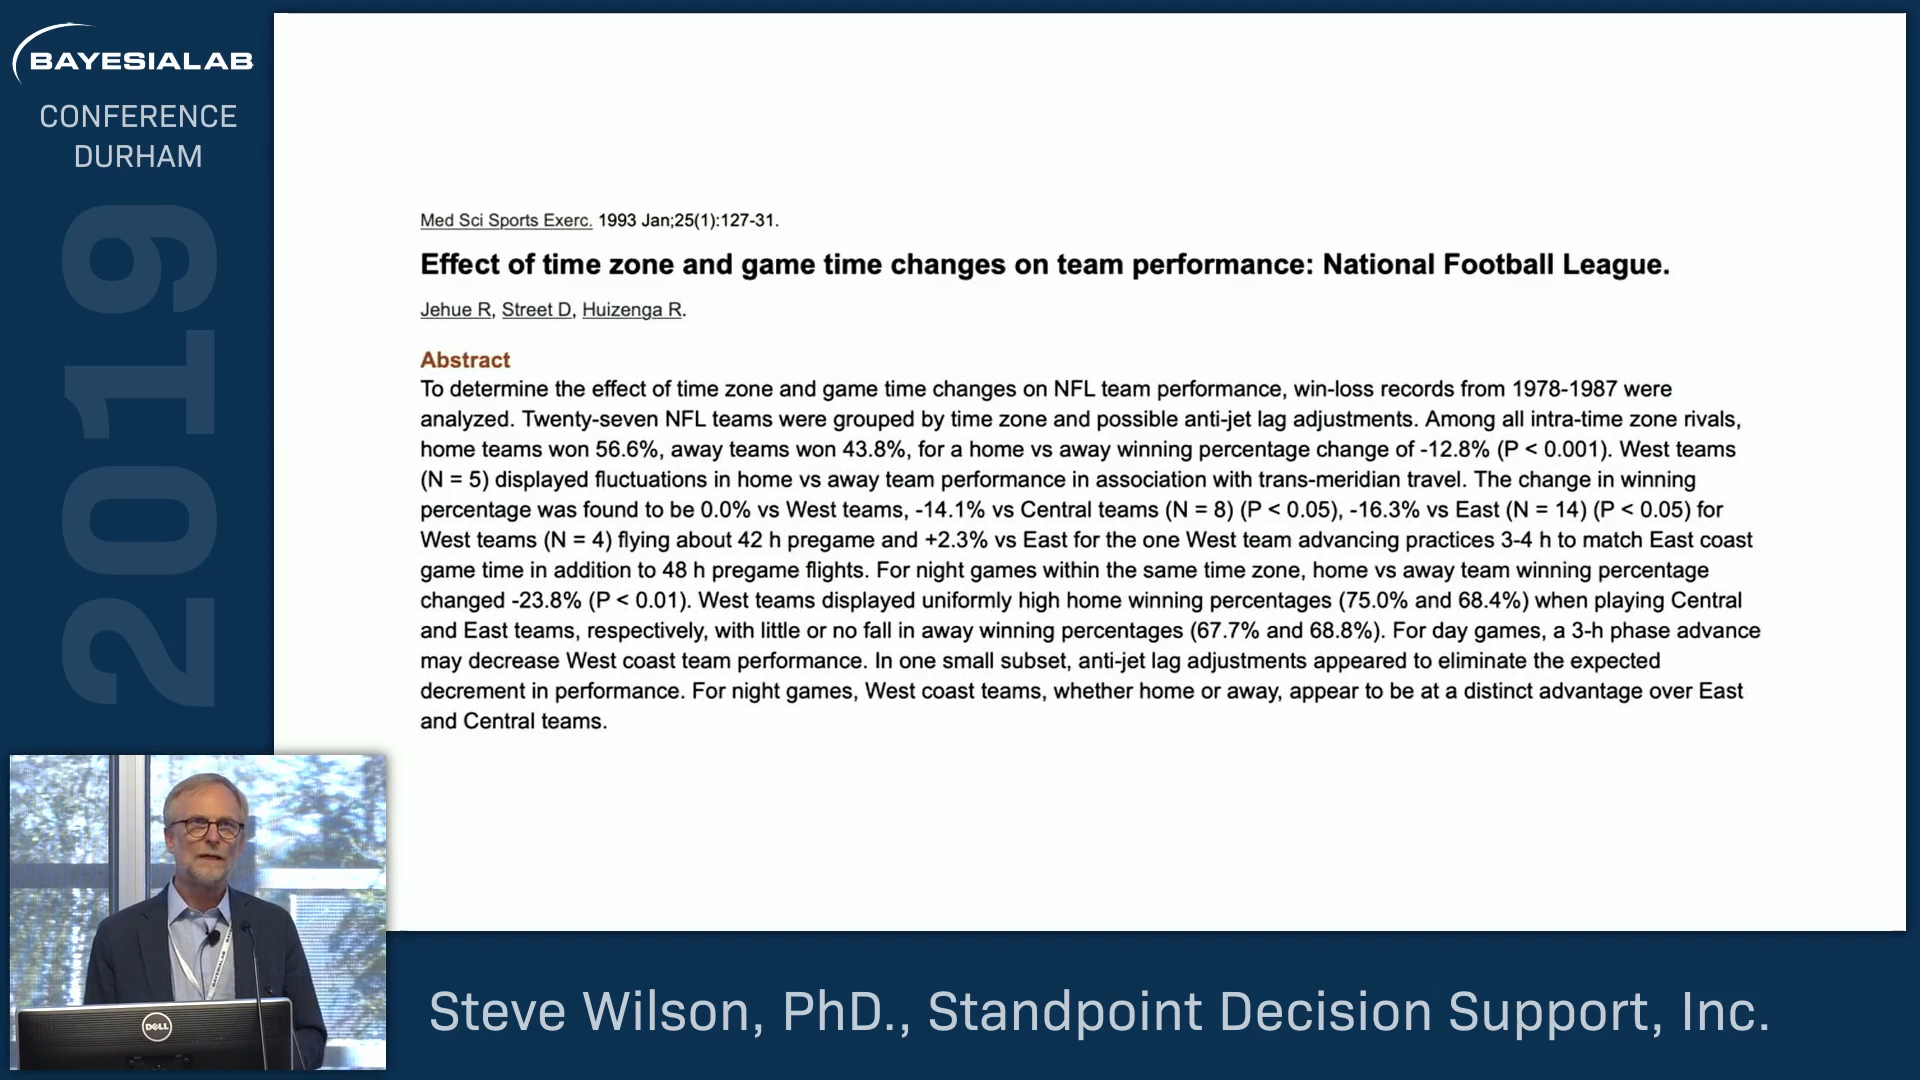 BAYESIALAB
CONFERENCE
DURHAM
2019
Med Sci Sports Exerc. 1993 Jan;25(1):127-31.
Effect of time zone and game time changes on team performance: National Football League.
Jehue R, Street D, Huizenga R.
Abstract
To determine the effect of time zone and game time changes on NFL team performance, win-loss records from 1978-1987 were
analyzed. Twenty-seven NFL teams were grouped by time zone and possible anti-jet lag adjustments. Among all intra-time zone rivals,
home teams won 56.6%, away teams won 43.8%, for a home vs away winning percentage change of -12.8% (P < 0.001). West teams
(N = 5) displayed fluctuations in home vs away team performance in association with trans-meridian travel. The change in winning
percentage was found to be 0.0% vs West teams, -14.1% vs Central teams (N = 8) (P < 0.05), -16.3% vs East (N = 14) (P < 0.05) for
West teams (N = 4) flying about 42 h pregame and +2.3% vs East for the one West team advancing practices 3-4 h to match East coast
game time in addition to 48 h pregame flights. For night games within the same time zone, home vs away team winning percentage
changed -23.8% (P < 0.01). West teams displayed uniformly high home winning percentages (75.0% and 68.4%) when playing Central
and East teams, respectively, with little or no fall in away winning percentages (67.7% and 68.8%). For day games, a 3-h phase advance
may decrease West coast team performance. In one small subset, anti-jet lag adjustments appeared to eliminate the expected
decrement in performance. For night games, West coast teams, whether home or away, appear to be at a distinct advantage over East
and Central teams.
DELL
Steve Wilson, PhD., Standpoint Decision Support, Inc.